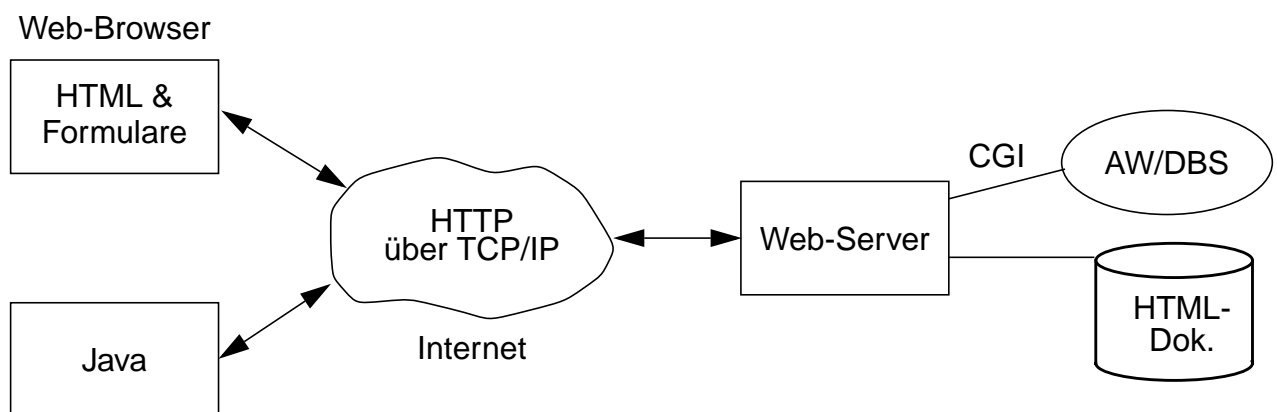 Web-Browser
HTML &
Formulare
HTTP
über TCP/IP
Internet
Java
Web-Server
CGI
AW/DBS
HTML-
Dok.